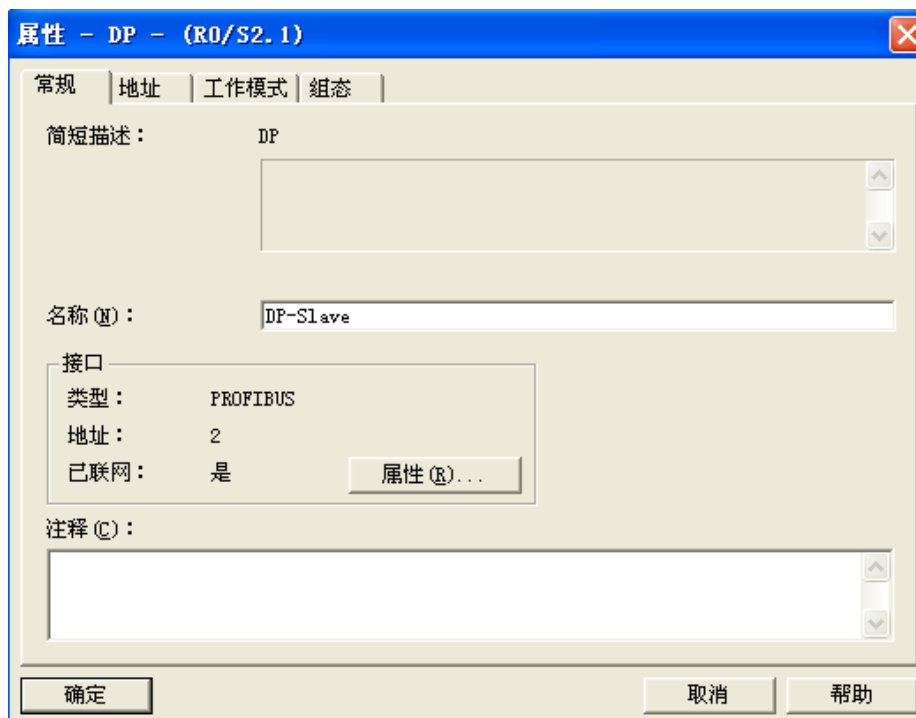 属性 - DP - (R0/S2.1)
常规 地址 工作模式 组态
简短描述： DP
名称(N)： DP-Slave
接口
类型： PROFIBUS
地址： 2
已联网： 是 属性(R)...
注释(C)：
确定 取消 帮助